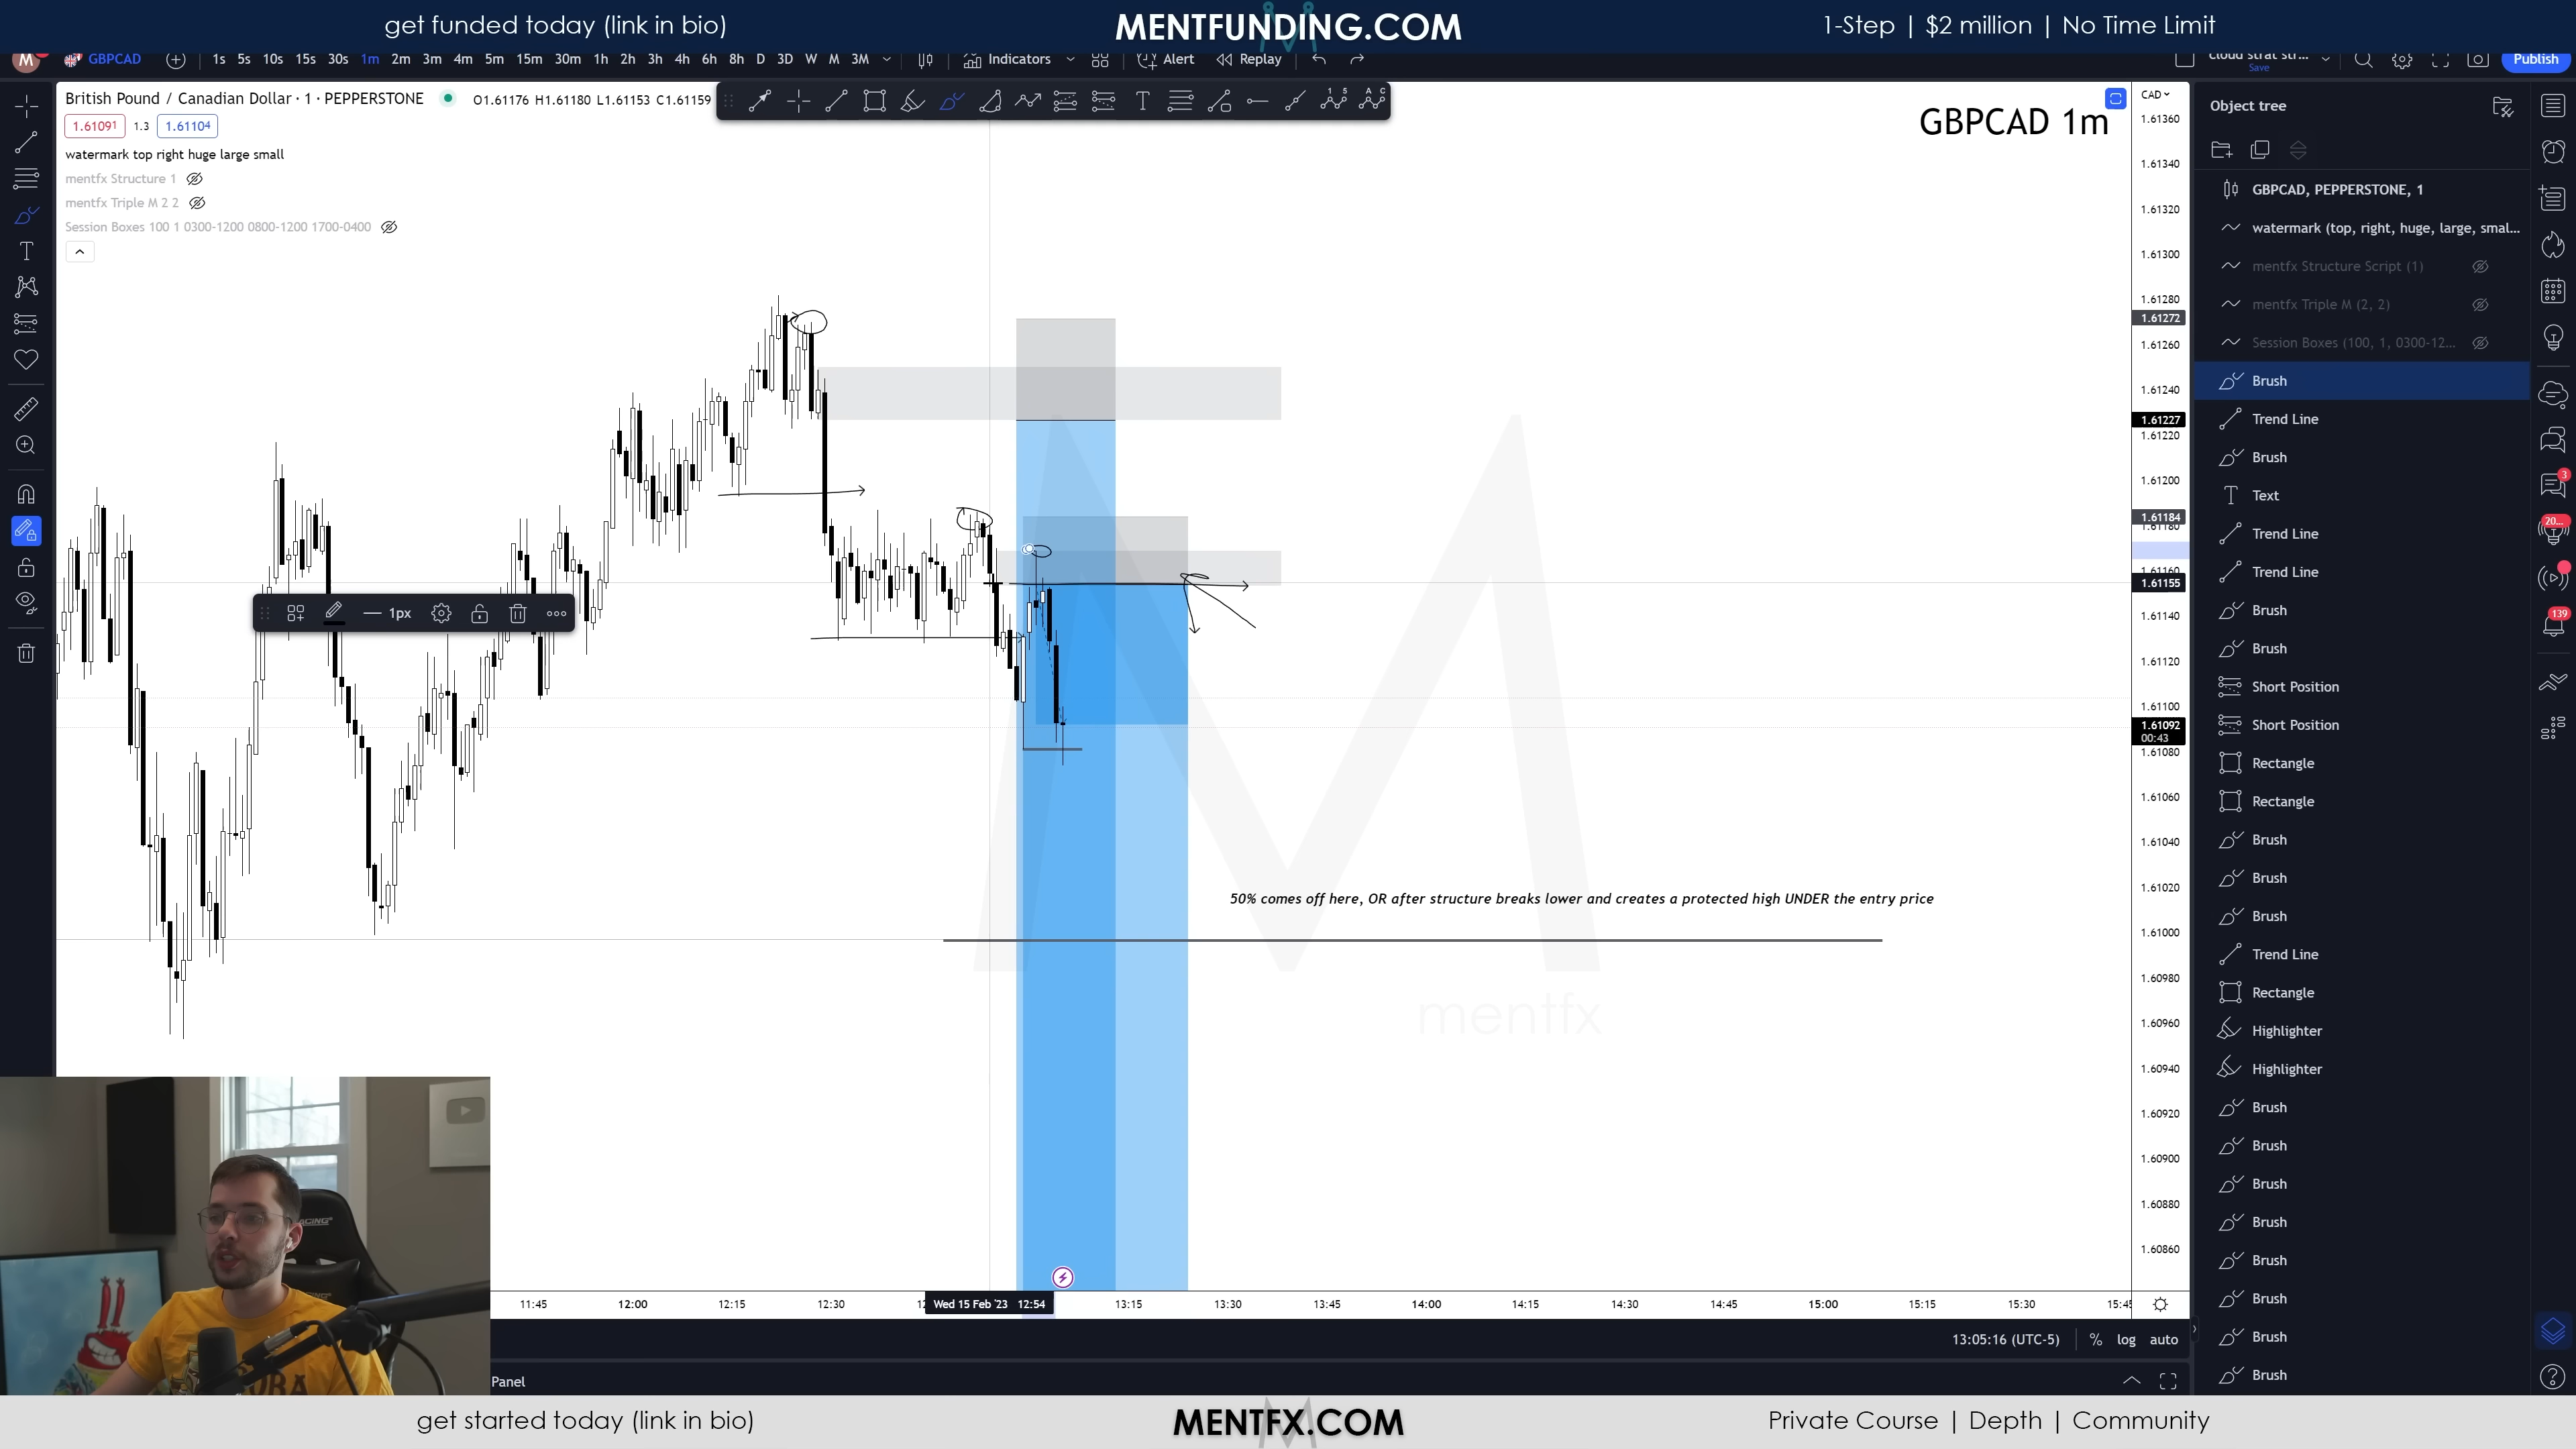 get funded today (link in bio)
MENTFUNDING.COM
1-Step | $2 million | No Time Limit
M
GBPCAD
1s 5s 10s 15s 30s 1m 2m 3m 4m 5m 15m 30m 1h 2h 3h 4h 6h 8h D 3D W M 3M
Indicators
Alert
Replay
Save
Publish
British Pound / Canadian Dollar · 1 · PEPPERSTONE
O1.61176 H1.61180 L1.61153 C1.61159
1.61091
1.3
1.61104
watermark top right huge large small
mentfx Structure 1
mentfx Triple M 2 2
Session Boxes 100 1 0300-1200 0800-1200 1700-0400
GBPCAD 1m
1px
50% comes off here, OR after structure breaks lower and creates a protected high UNDER the entry price
mentfx
CAD
1.61360
1.61340
1.61320
1.61300
1.61280
1.61272
1.61260
1.61240
1.61227
1.61220
1.61200
1.61184
1.61180
1.61160
1.61155
1.61140
1.61120
1.61100
1.61092
00:43
1.61080
1.61060
1.61040
1.61020
1.61000
1.60980
1.60960
1.60940
1.60920
1.60900
1.60880
1.60860
11:45
12:00
12:15
12:30
Wed 15 Feb '23 12:54
13:15
13:30
13:45
14:00
14:15
14:30
14:45
15:00
15:15
15:30
13:05:16 (UTC-5)
%
log
auto
Panel
Object tree
GBPCAD, PEPPERSTONE, 1
watermark (top, right, huge, large, smal...
mentfx Structure Script (1)
mentfx Triple M (2, 2)
Session Boxes (100, 1, 0300-12...
Brush
Trend Line
Brush
Text
Trend Line
Trend Line
Brush
Brush
Short Position
Short Position
Rectangle
Rectangle
Brush
Brush
Brush
Trend Line
Rectangle
Highlighter
Highlighter
Brush
Brush
Brush
Brush
Brush
Brush
Brush
Brush
3
20...
139
get started today (link in bio)
MENTFX.COM
Private Course | Depth | Community